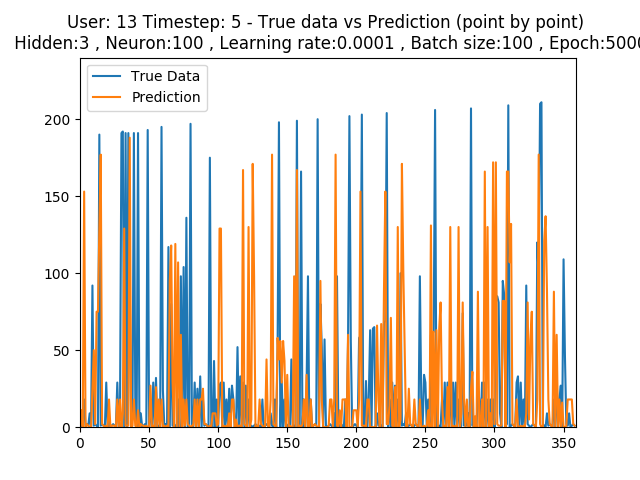 User: 13 Timestep: 5 - True data vs Prediction (point by point)
Hidden:3 , Neuron:100 , Learning rate:0.0001 , Batch size:100 , Epoch:5000
True Data
Prediction
200
150
100
50
0
0 50 100 150 200 250 300 350